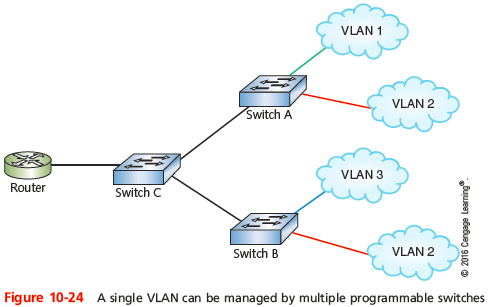 VLAN 1
Switch A
VLAN 2
Router
Switch C
VLAN 3
Switch B
VLAN 2
© 2016 Cengage Learning®.
Figure 10-24 A single VLAN can be managed by multiple programmable switches